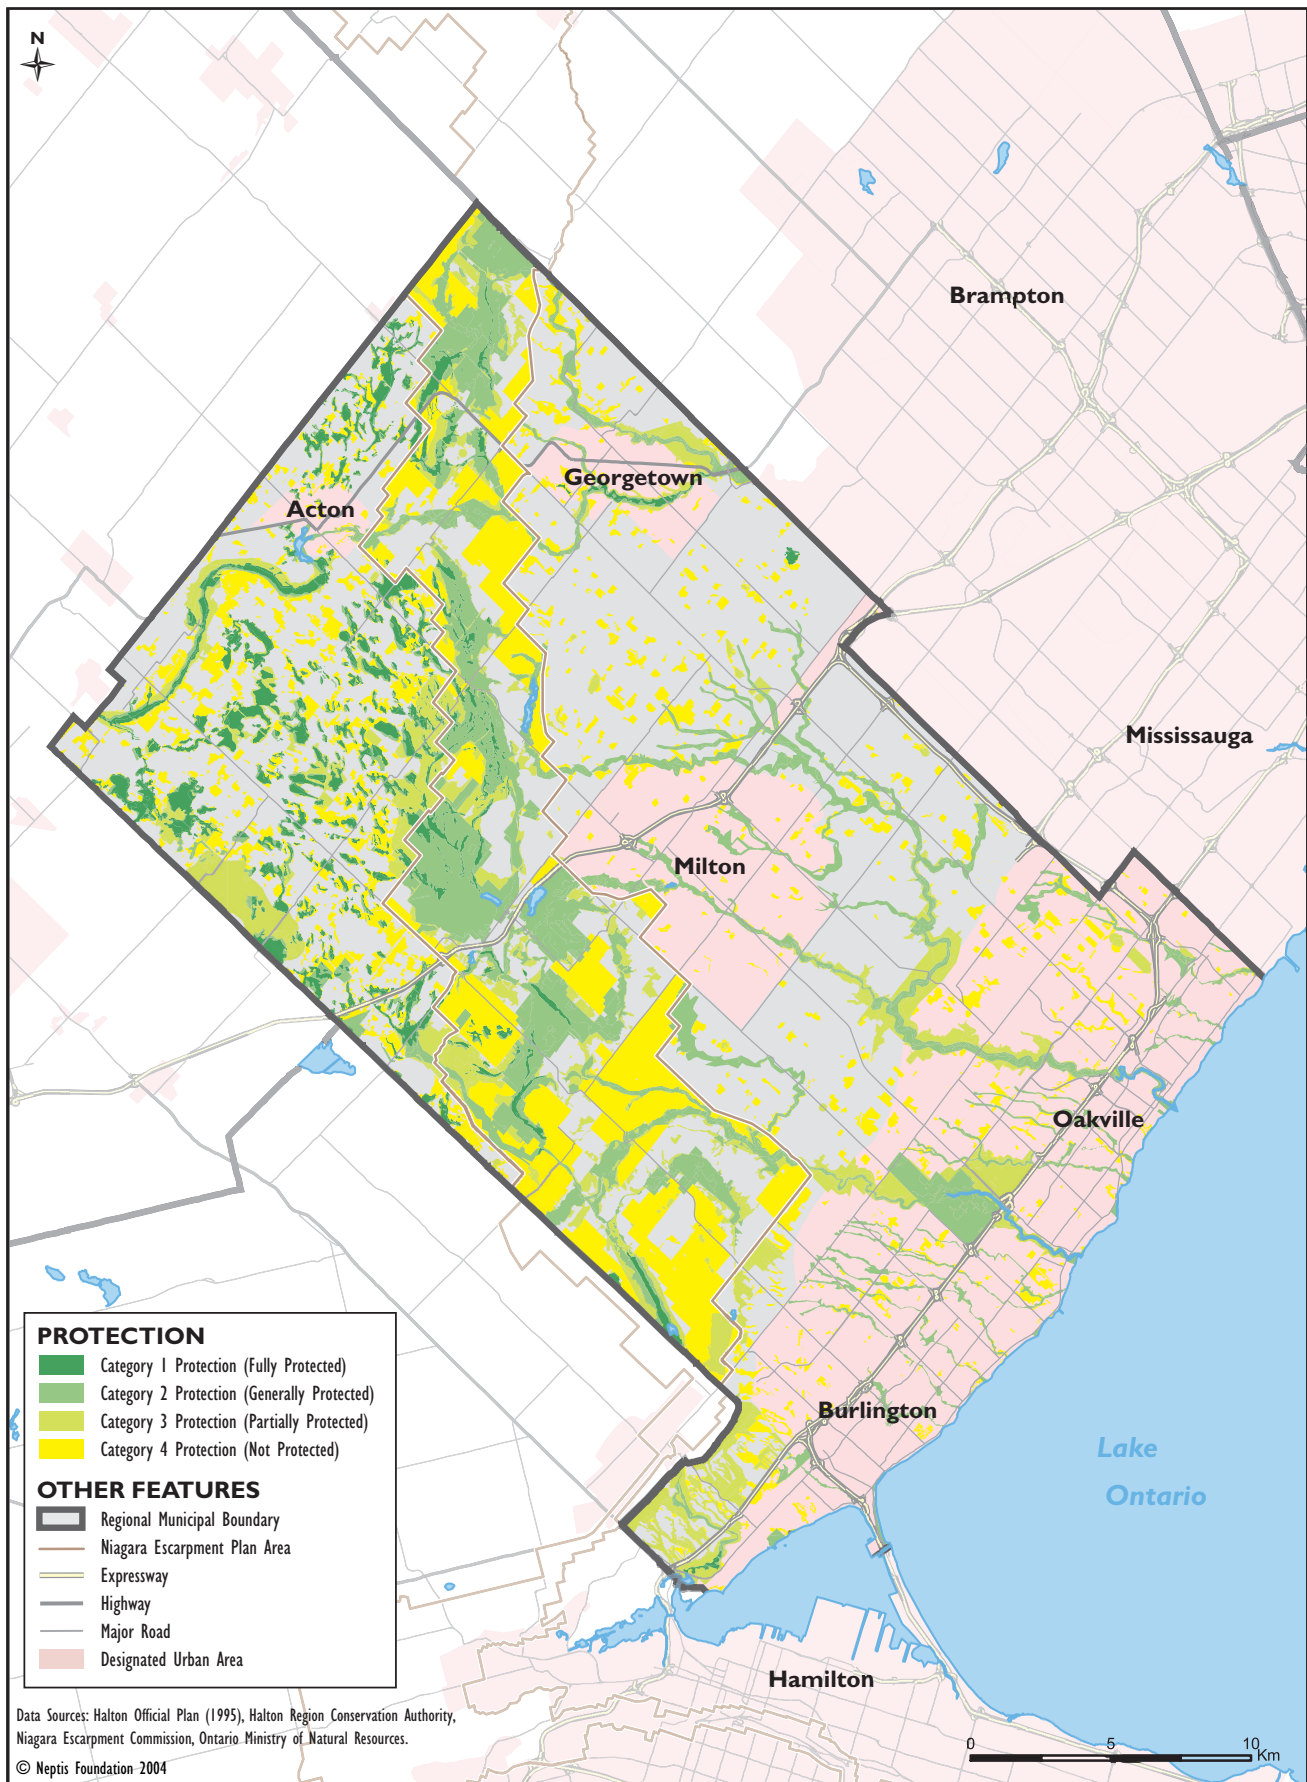 N
Brampton
Georgetown
Acton
Mississauga
Milton
Oakville
Burlington
Lake
Ontario
Hamilton
PROTECTION
Category 1 Protection (Fully Protected)
Category 2 Protection (Generally Protected)
Category 3 Protection (Partially Protected)
Category 4 Protection (Not Protected)
OTHER FEATURES
Regional Municipal Boundary
Niagara Escarpment Plan Area
Expressway
Highway
Major Road
Designated Urban Area
Data Sources: Halton Official Plan (1995), Halton Region Conservation Authority,
Niagara Escarpment Commission, Ontario Ministry of Natural Resources.
© Neptis Foundation 2004
0 5 10
Km